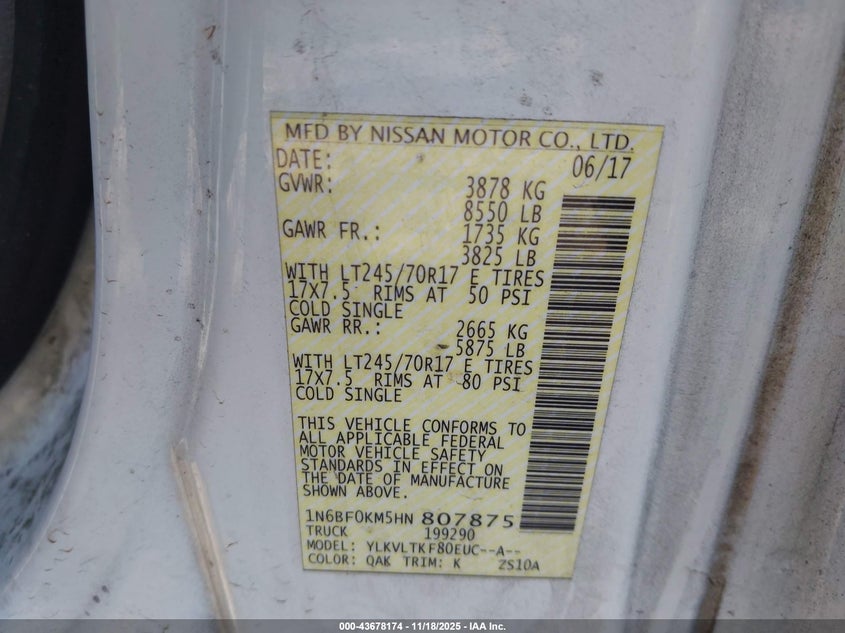 MFD BY NISSAN MOTOR CO., LTD.
DATE: 06/17
GVWR: 3878 KG
8550 LB
GAWR FR.: 1735 KG
3825 LB
WITH LT245/70R17 E TIRES
17X7.5 RIMS AT 50 PSI
COLD SINGLE
GAWR RR.: 2665 KG
5875 LB
WITH LT245/70R17 E TIRES
17X7.5 RIMS AT 80 PSI
COLD SINGLE
THIS VEHICLE CONFORMS TO
ALL APPLICABLE FEDERAL
MOTOR VEHICLE SAFETY
STANDARDS IN EFFECT ON
THE DATE OF MANUFACTURE
SHOWN ABOVE.
1N6BF0KM5HN 807875
TRUCK 199290
MODEL: YLKVLTKF80EUC--A--
COLOR: QAK TRIM: K ZS10A
000-43678174 - 11/18/2025 - IAA Inc.